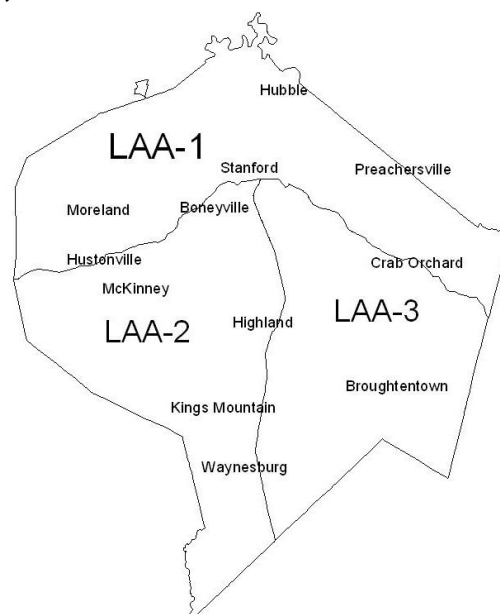 Hubble
LAA-1
Stanford
Preachersville
Moreland
Boneyville
Hustonville
Crab Orchard
McKinney
LAA-3
Highland
LAA-2
Broughtentown
Kings Mountain
Waynesburg